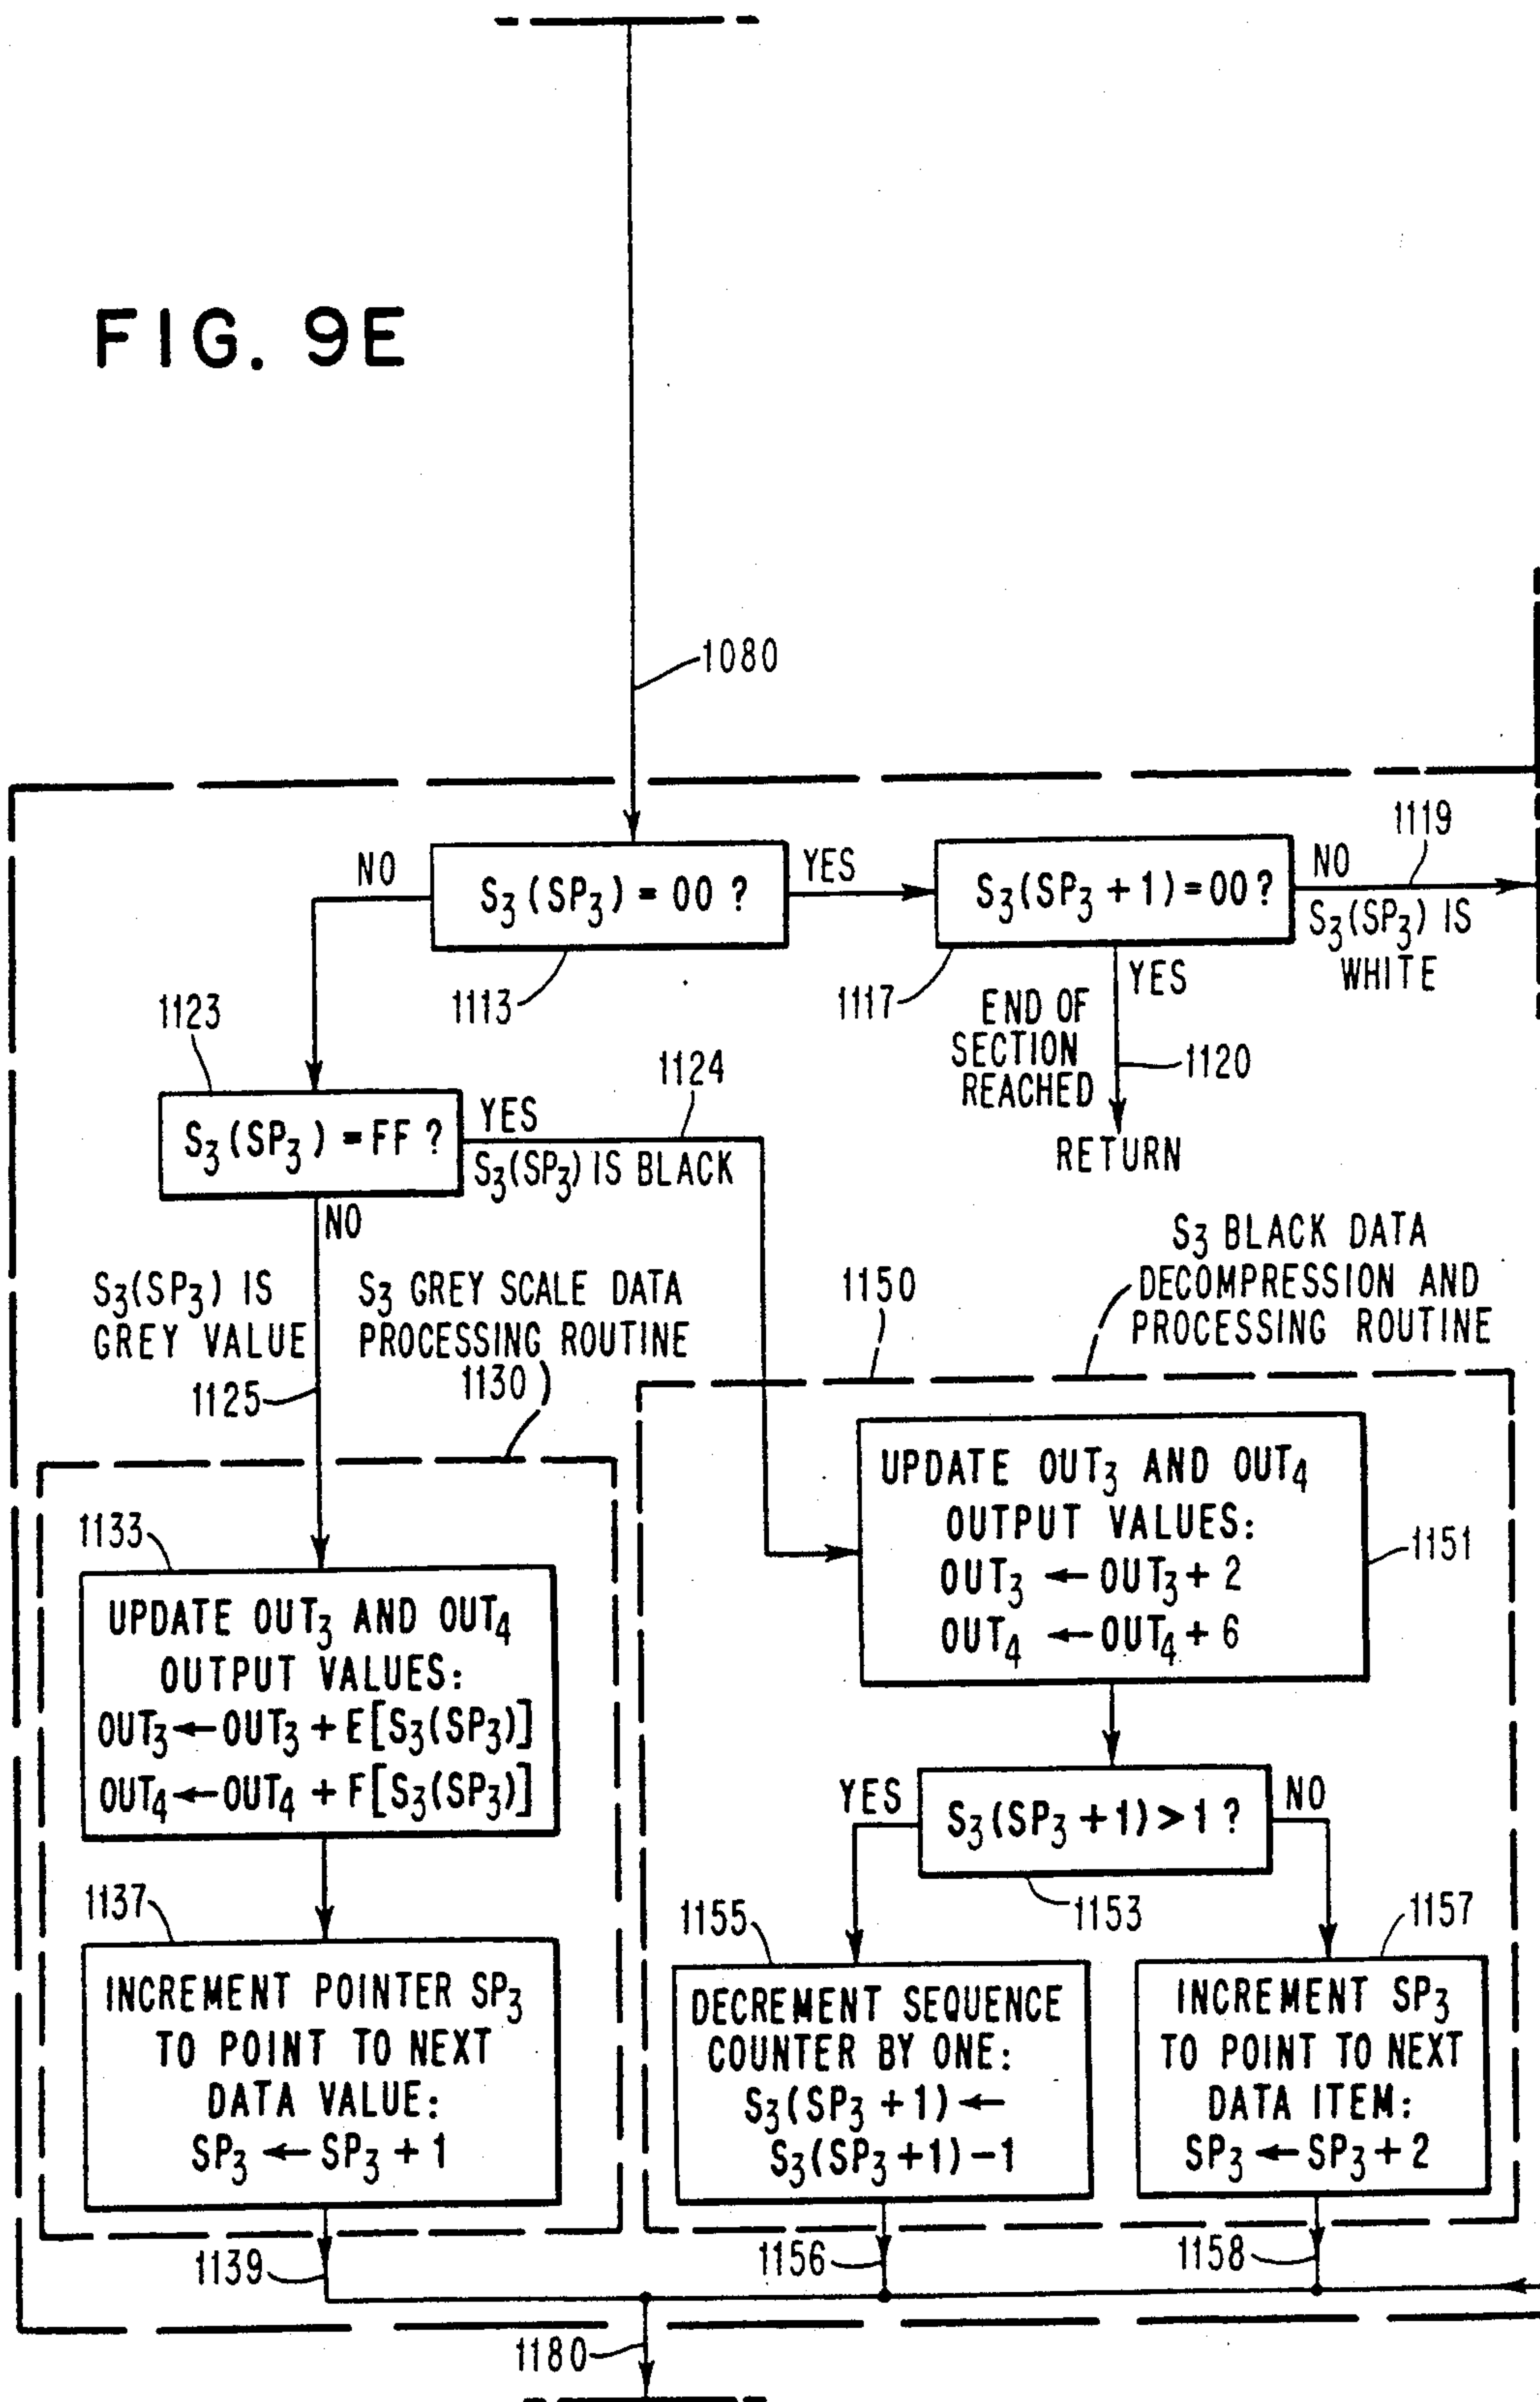 FIG. 9E
1080
1119
NO
S₃(SP₃) = 00 ?
YES
S₃(SP₃ + 1) = 00 ?
NO
S₃(SP₃) IS
WHITE
1113
1117
YES
END OF
SECTION
REACHED
1120
RETURN
1123
1124
S₃(SP₃) = FF ?
YES
S₃(SP₃) IS BLACK
NO
S₃(SP₃) IS
GREY VALUE
1125
S₃ GREY SCALE DATA
PROCESSING ROUTINE
1130
1150
S₃ BLACK DATA
DECOMPRESSION AND
PROCESSING ROUTINE
1133
UPDATE OUT₃ AND OUT₄
OUTPUT VALUES:
OUT₃ ← OUT₃ + E[S₃(SP₃)]
OUT₄ ← OUT₄ + F[S₃(SP₃)]
1137
INCREMENT POINTER SP₃
TO POINT TO NEXT
DATA VALUE:
SP₃ ← SP₃ + 1
1139
UPDATE OUT₃ AND OUT₄
OUTPUT VALUES:
OUT₃ ← OUT₃ + 2
OUT₄ ← OUT₄ + 6
1151
YES
S₃(SP₃ + 1) > 1 ?
NO
1153
1155
DECREMENT SEQUENCE
COUNTER BY ONE:
S₃(SP₃ + 1) ←
S₃(SP₃ + 1) − 1
1156
1157
INCREMENT SP₃
TO POINT TO NEXT
DATA ITEM:
SP₃ ← SP₃ + 2
1158
1180